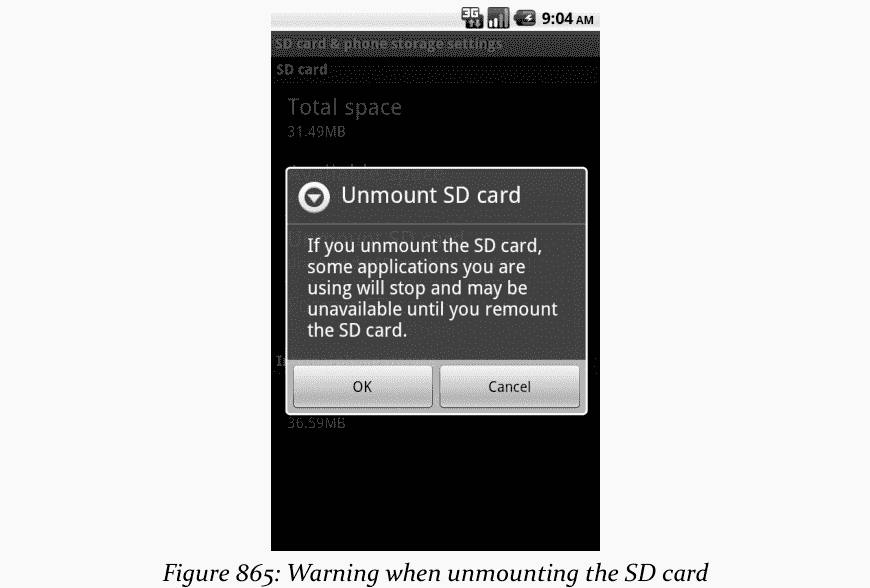 3G 9:04 AM
SD card & phone storage settings
SD card
Total space
31.49MB
Unmount SD card
If you unmount the SD card,
some applications you are
using will stop and may be
unavailable until you remount
the SD card.
OK Cancel
36.59MB
Figure 865: Warning when unmounting the SD card